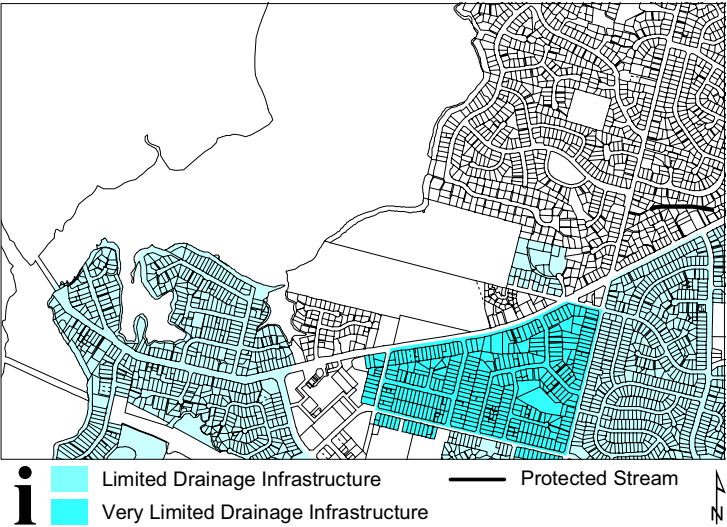 i Limited Drainage Infrastructure Protected Stream
Very Limited Drainage Infrastructure N